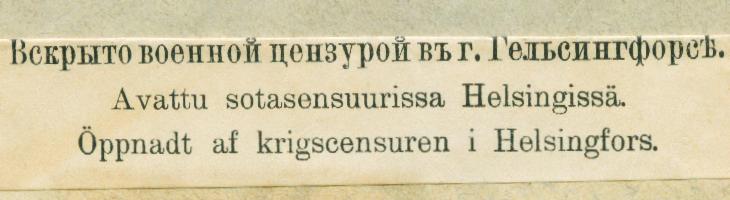 Вскрыто военной цензурой въ г. Гельсингфорсѣ.
Avattu sotasensuurissa Helsingissä.
Öppnadt af krigscensuren i Helsingfors.